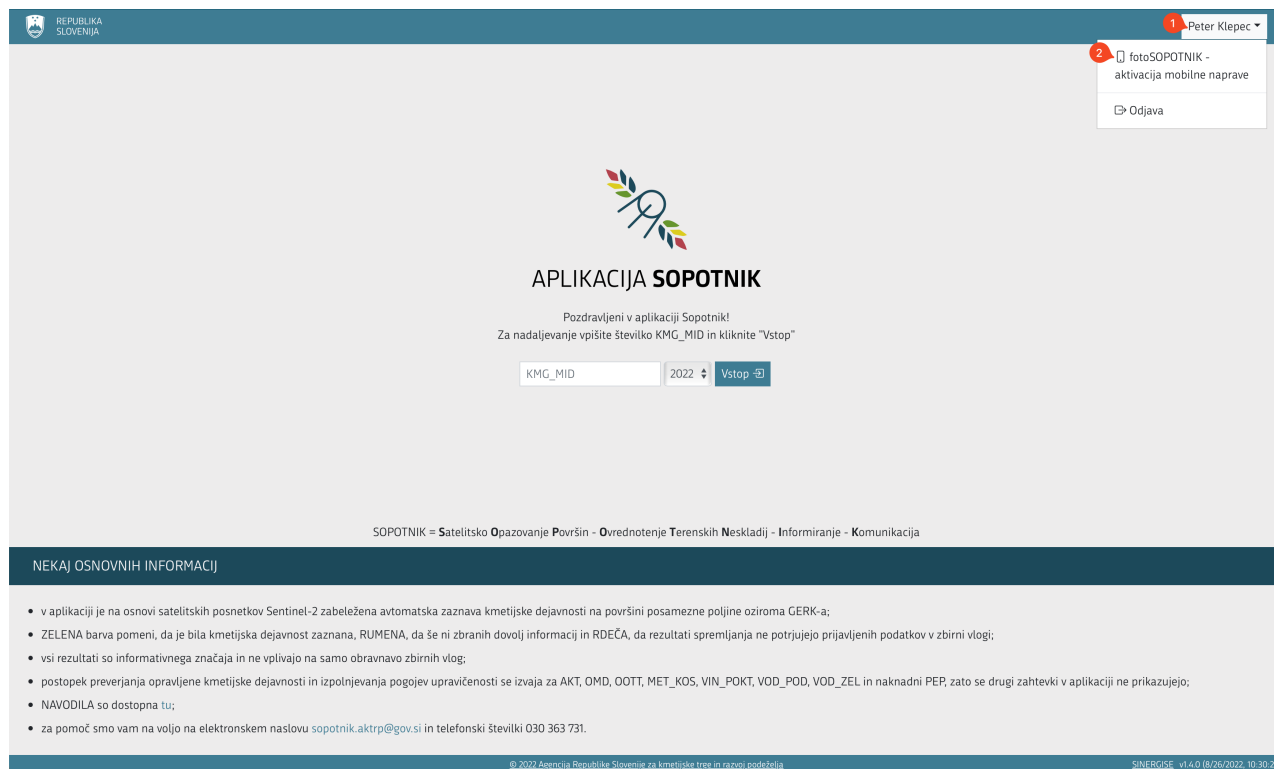 REPUBLIKA
SLOVENIJA
1
Peter Klepec
2
fotoSOPOTNIK -
aktivacija mobilne naprave
Odjava
APLIKACIJA SOPOTNIK
Pozdravljeni v aplikaciji Sopotnik!
Za nadaljevanje vpišite številko KMG_MID in kliknite "Vstop"
KMG_MID 2022 Vstop
SOPOTNIK = Satelitsko Opazovanje Površin - Ovrednotenje Terenskih Neskladij - Informiranje - Komunikacija
NEKAJ OSNOVNIH INFORMACIJ
• v aplikaciji je na osnovi satelitskih posnetkov Sentinel-2 zabeležena avtomatska zaznava kmetijske dejavnosti na površini posamezne poljine oziroma GERK-a;
• ZELENA barva pomeni, da je bila kmetijska dejavnost zaznana, RUMENA, da še ni zbranih dovolj informacij in RDEČA, da rezultati spremljanja ne potrjujejo prijavljenih podatkov v zbirni vlogi;
• vsi rezultati so informativnega značaja in ne vplivajo na samo obravnavo zbirnih vlog;
• postopek preverjanja opravljene kmetijske dejavnosti in izpolnjevanja pogojev upravičenosti se izvaja za AKT, OMD, OOTT, MET_KOS, VIN_POKT, VOD_POD, VOD_ZEL in naknadni PEP, zato se drugi zahtevki v aplikaciji ne prikazujejo;
• NAVODILA so dostopna tu;
• za pomoč smo vam na voljo na elektronskem naslovu sopotnik.aktrp@gov.si in telefonski številki 030 363 731.
© 2022 Agencija Republike Slovenije za kmetijske trge in razvoj podeželja
SINERGISE v1.4.0 (8/26/2022, 10:30:2